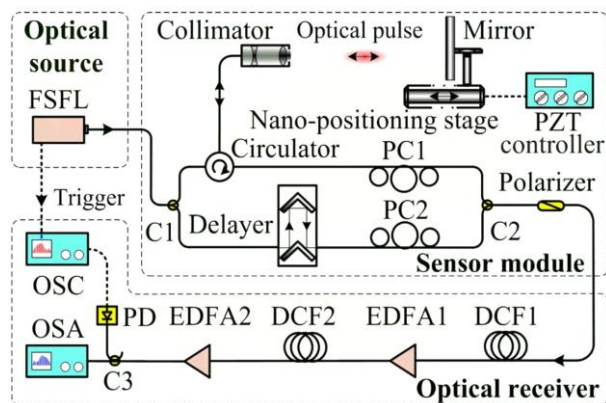 Optical
source
FSFL
Trigger
Collimator
Optical pulse
Mirror
Nano-positioning stage
PZT
controller
Circulator
PC1
Polarizer
C1
Delayer
PC2
C2
Sensor module
OSC
PD
OSA
C3
EDFA2
DCF2
EDFA1
DCF1
Optical receiver